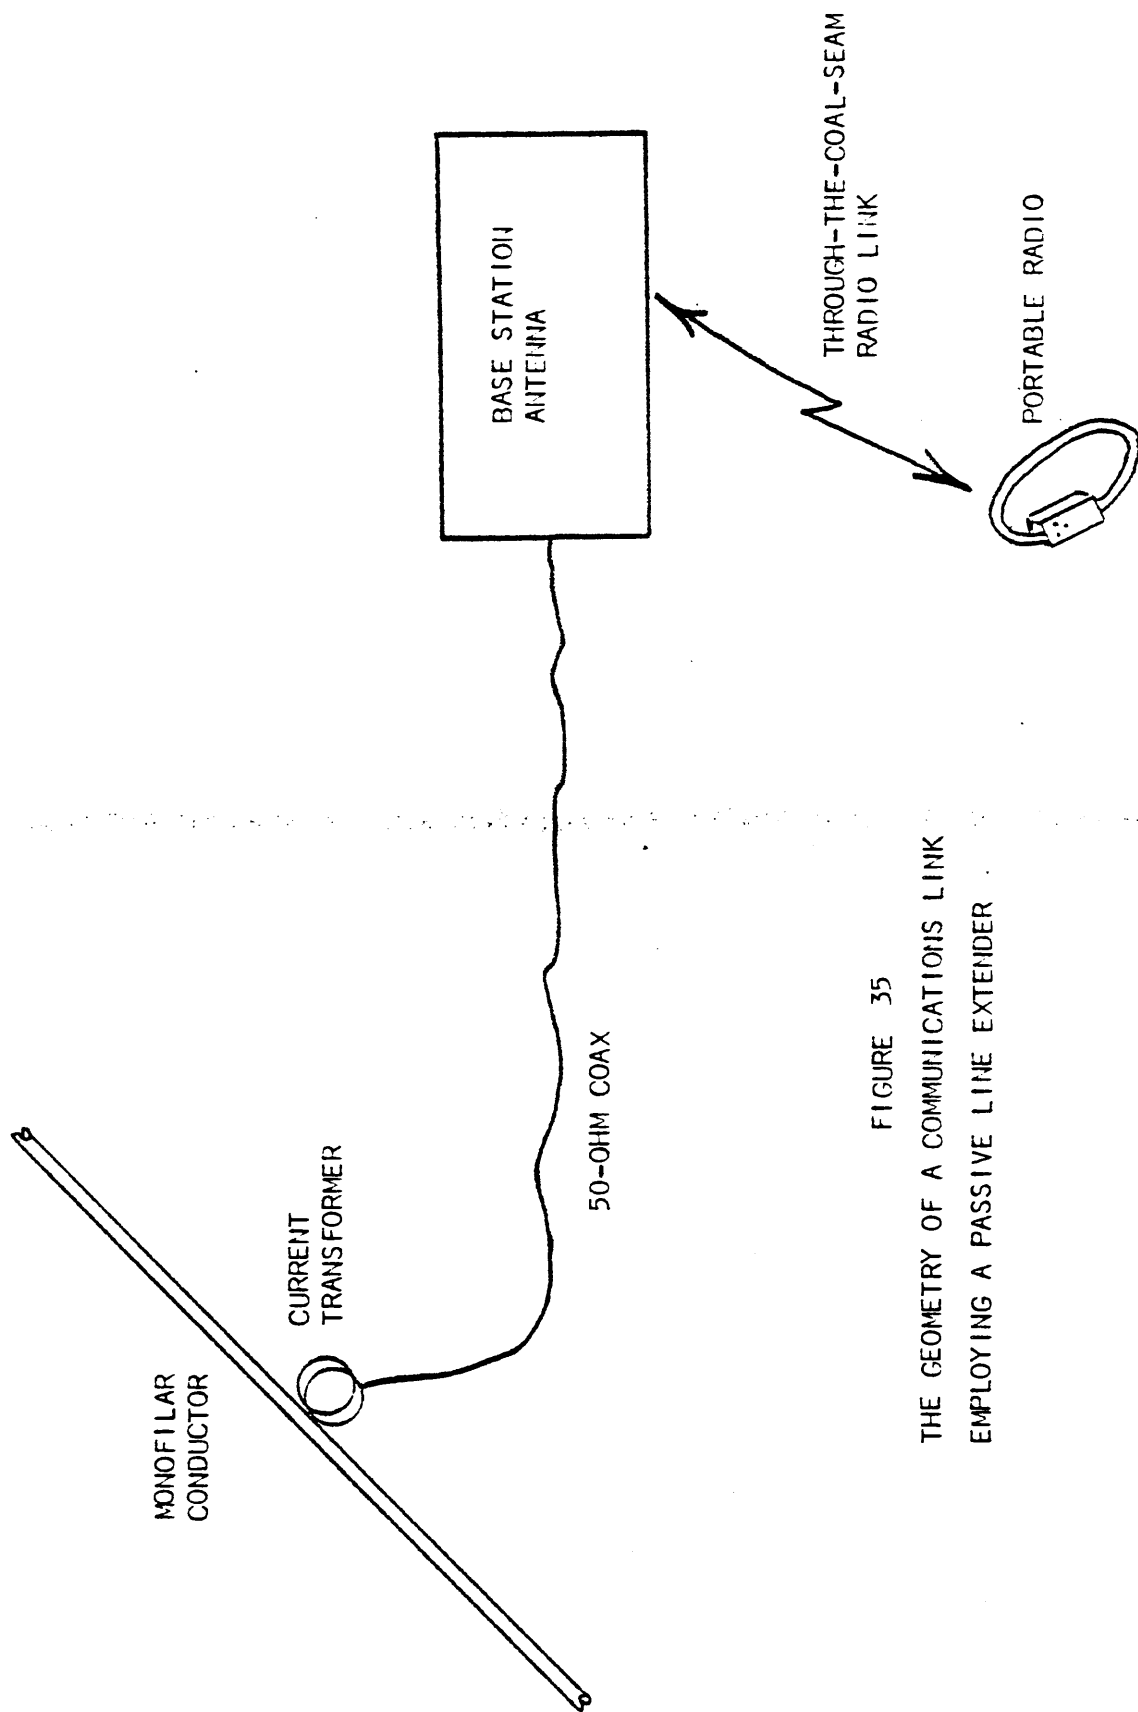 MONOFILAR
CONDUCTOR
CURRENT
TRANSFORMER
50-OHM COAX
BASE STATION
ANTENNA
THROUGH-THE-COAL-SEAM
RADIO LINK
PORTABLE RADIO
FIGURE 35
THE GEOMETRY OF A COMMUNICATIONS LINK
EMPLOYING A PASSIVE LINE EXTENDER